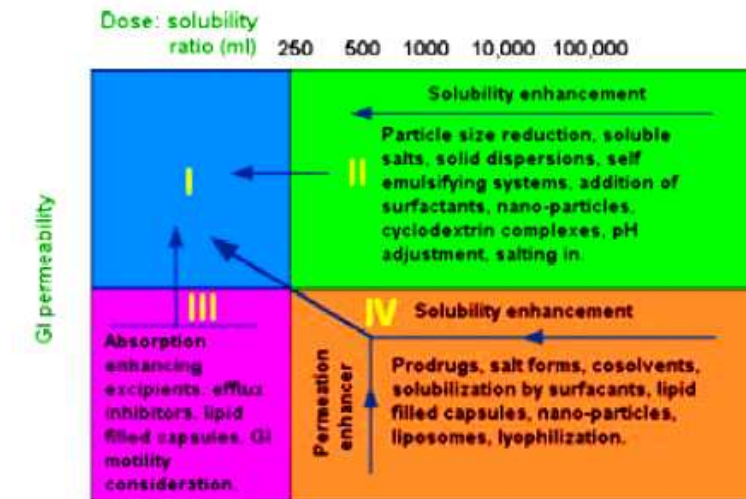 Dose: solubility
ratio (ml) 250 500 1000 10,000 100,000
GI permeability
I
II
Solubility enhancement
Particle size reduction, soluble
salts, solid dispersions, self
emulsifying systems, addition of
surfactants, nano-particles,
cyclodextrin complexes, pH
adjustment, salting in.
III
Absorption
enhancing
excipients, efflux
inhibitors, lipid
filled capsules, GI
motility
consideration.
IV
Solubility enhancement
Permeation
enhancer
Prodrugs, salt forms, cosolvents,
solubilization by surfacants, lipid
filled capsules, nano-particles,
liposomes, lyophilization.